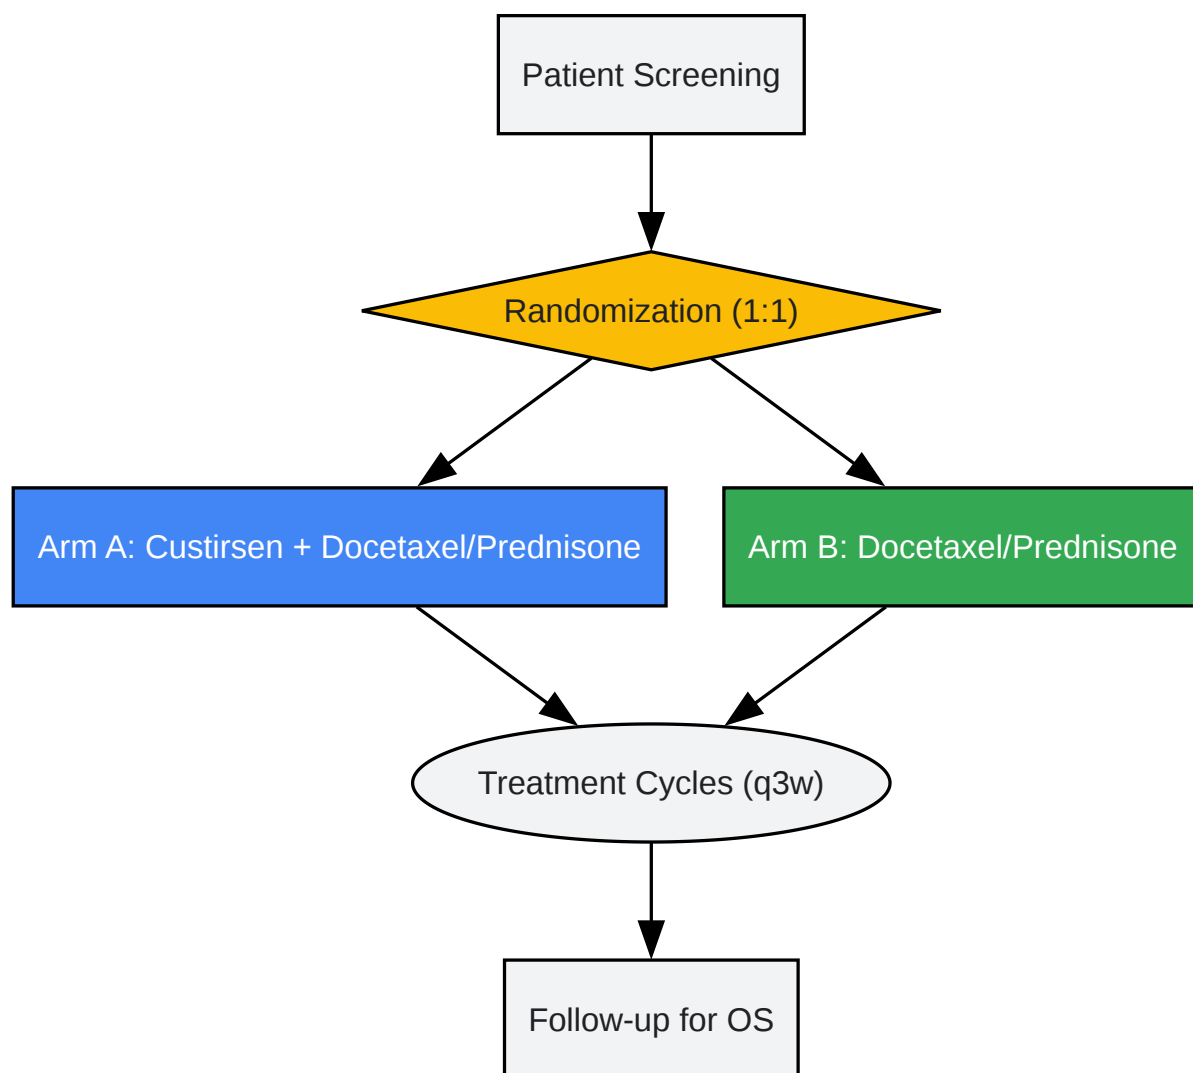 Patient Screening
Randomization (1:1)
Arm A: Custirsen + Docetaxel/Prednisone
Arm B: Docetaxel/Prednisone
Treatment Cycles (q3w)
Follow-up for OS